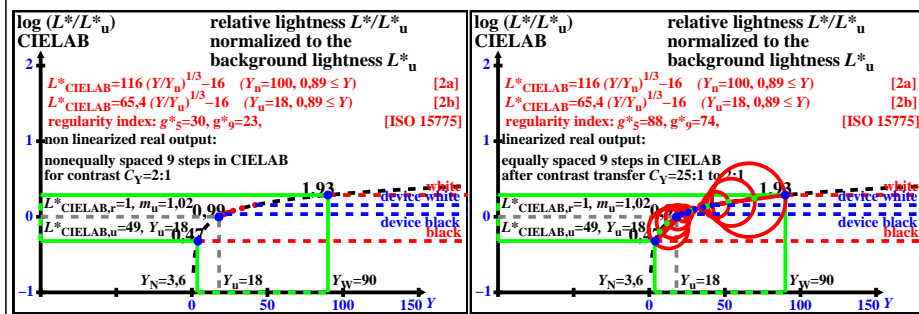 log (L*/L*u)
CIELAB
relative lightness L*/L*u
normalized to the
background lightness L*u
2
L*CIELAB=116 (Y/Yn)1/3–16 (Yn=100, 0,89 ≤ Y) [2a]
L*CIELAB=65,4 (Y/Yu)1/3–16 (Yu=18, 0,89 ≤ Y) [2b]
regularity index: g*5=30, g*9=23, [ISO 15775]
non linearized real output:
1
nonequally spaced 9 steps in CIELAB
for contrast CY=2:1
1,93
white
device white
L*CIELAB,r=1, mu=1,02
0,99
0
device black
L*CIELAB,u=49, Yu=18
0,47
black
YN=3,6 Yu=18 YW=90
–1
0 50 100 150 Y
log (L*/L*u)
CIELAB
relative lightness L*/L*u
normalized to the
background lightness L*u
2
L*CIELAB=116 (Y/Yn)1/3–16 (Yn=100, 0,89 ≤ Y) [2a]
L*CIELAB=65,4 (Y/Yu)1/3–16 (Yu=18, 0,89 ≤ Y) [2b]
regularity index: g*5=88, g*9=74, [ISO 15775]
non linearized real output:
1
equally spaced 9 steps in CIELAB
after contrast transfer CY=25:1 to 2:1
1,93
white
device white
L*CIELAB,r=1, mu=1,02
0
device black
L*CIELAB,u=49, Yu=18
black
YN=3,6 Yu=18 YW=90
–1
0 50 100 150 Y